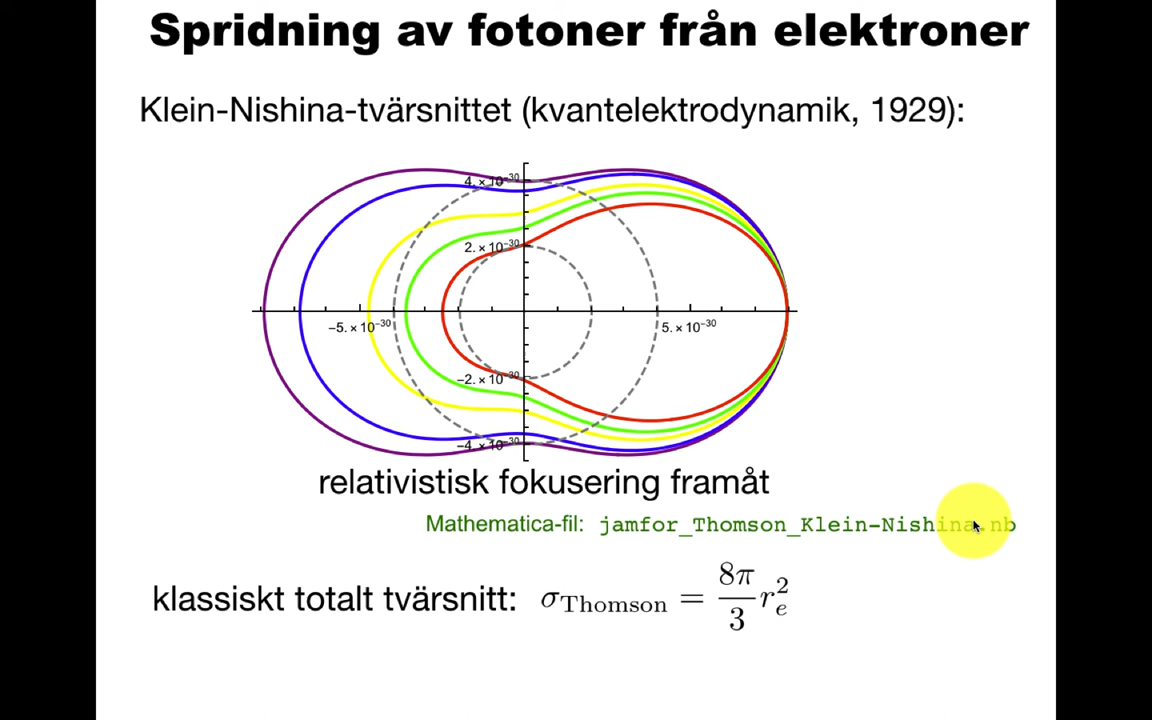 Spridning av fotoner från elektroner
Klein-Nishina-tvärsnittet (kvantelektrodynamik, 1929):
4.×10⁻³⁰
2.×10⁻³⁰
−5.×10⁻³⁰ 5.×10⁻³⁰
−2.×10⁻³⁰
−4.×10⁻³⁰
relativistisk fokusering framåt
Mathematica-fil: jamfor_Thomson_Klein-Nishina.nb
klassiskt totalt tvärsnitt: σ_Thomson = 8π/3 r_e^2